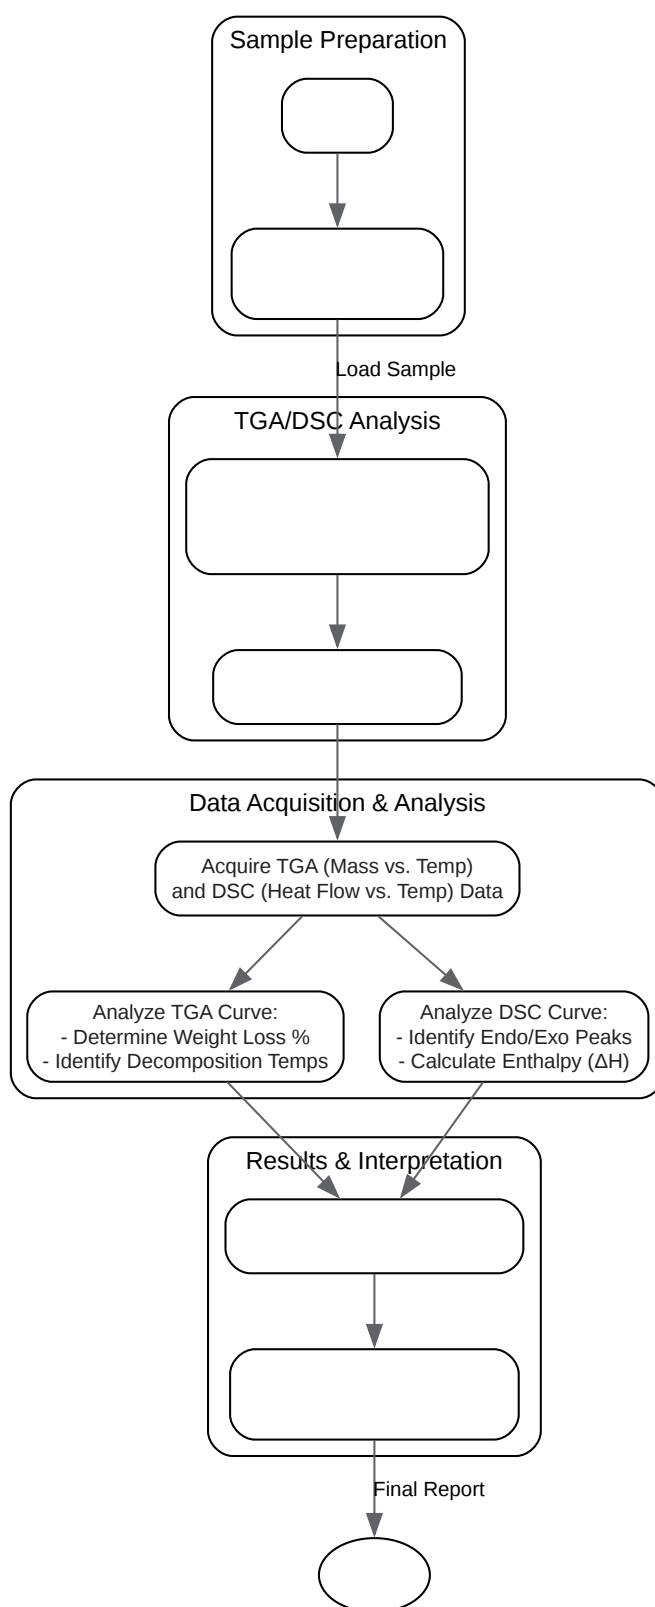 Sample Preparation
Load Sample
TGA/DSC Analysis
Data Acquisition & Analysis
Acquire TGA (Mass vs. Temp)
and DSC (Heat Flow vs. Temp) Data
Analyze TGA Curve:
- Determine Weight Loss %
- Identify Decomposition Temps
Analyze DSC Curve:
- Identify Endo/Exo Peaks
- Calculate Enthalpy (ΔH)
Results & Interpretation
Final Report